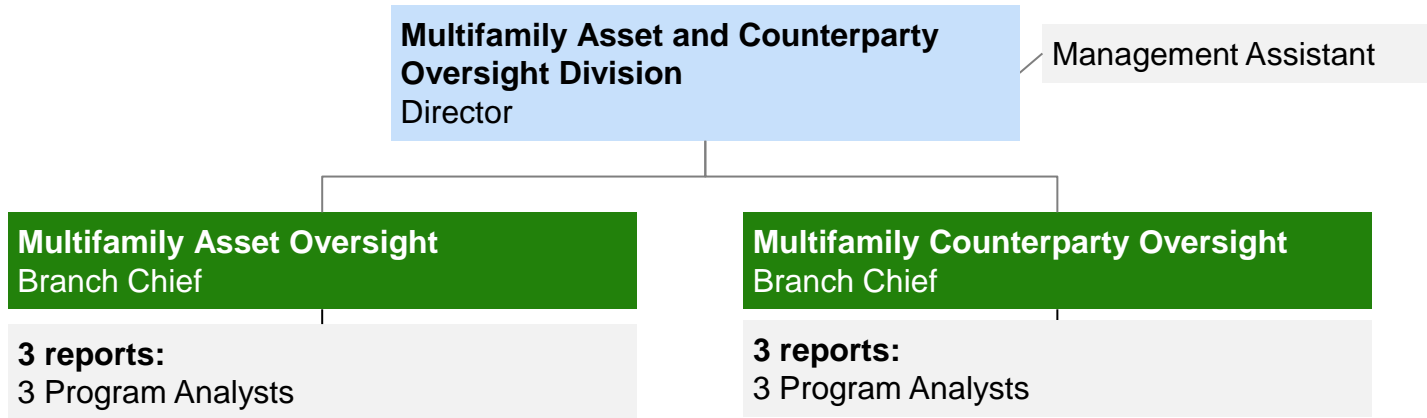 Multifamily Asset and Counterparty
Oversight Division
Director
Management Assistant
Multifamily Asset Oversight
Branch Chief
3 reports:
3 Program Analysts
Multifamily Counterparty Oversight
Branch Chief
3 reports:
3 Program Analysts